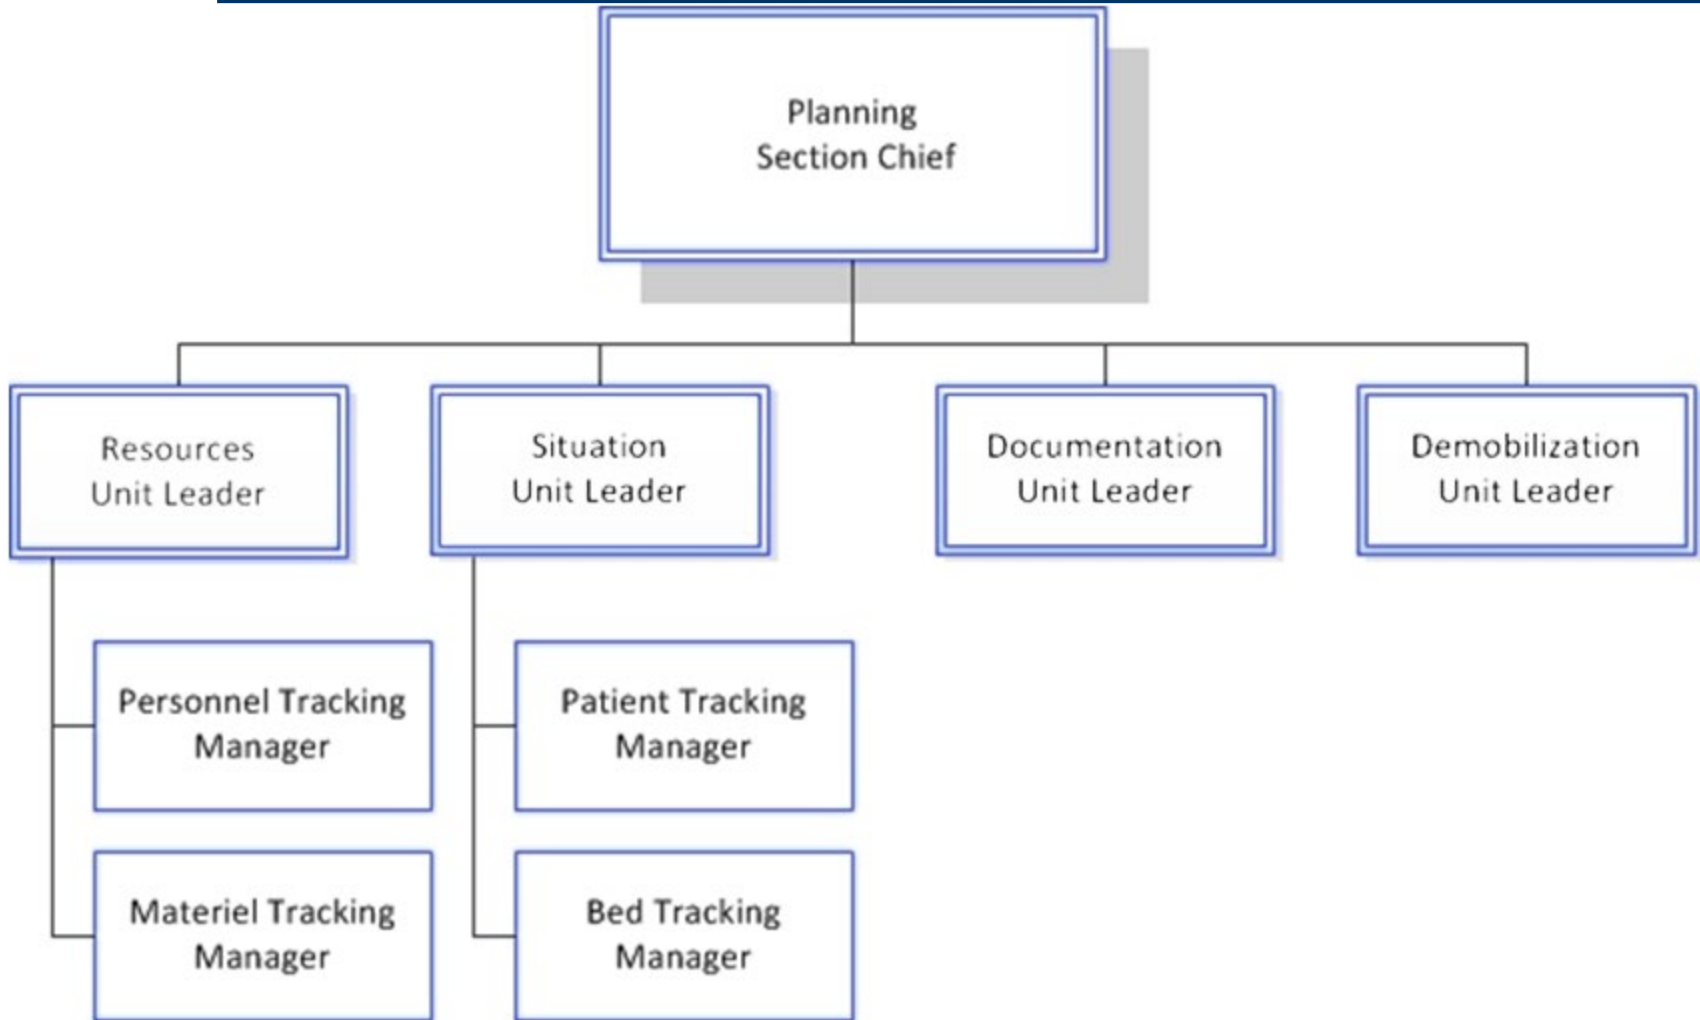 Planning
Section Chief
Resources
Unit Leader
Situation
Unit Leader
Documentation
Unit Leader
Demobilization
Unit Leader
Personnel Tracking
Manager
Patient Tracking
Manager
Materiel Tracking
Manager
Bed Tracking
Manager